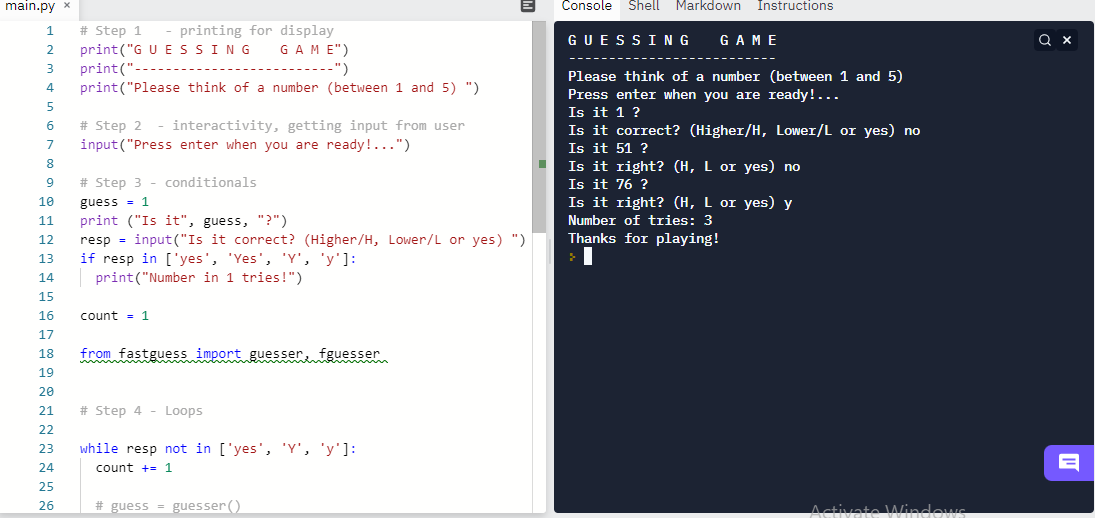 main.py ×
1 # Step 1   - printing for display
2 print("G U E S S I N G    G A M E")
3 print("--------------------------")
4 print("Please think of a number (between 1 and 5) ")
5
6 # Step 2  - interactivity, getting input from user
7 input("Press enter when you are ready!...")
8
9 # Step 3 - conditionals
10 guess = 1
11 print ("Is it", guess, "?")
12 resp = input("Is it correct? (Higher/H, Lower/L or yes) ")
13 if resp in ['yes', 'Yes', 'Y', 'y']:
14   print("Number in 1 tries!")
15
16 count = 1
17
18 from fastguess import guesser, fguesser
19
20
21 # Step 4 - Loops
22
23 while resp not in ['yes', 'Y', 'y']:
24   count += 1
25
26   # guess = guesser()
Console Shell Markdown Instructions
G U E S S I N G    G A M E
--------------------------
Please think of a number (between 1 and 5)
Press enter when you are ready!...
Is it 1 ?
Is it correct? (Higher/H, Lower/L or yes) no
Is it 51 ?
Is it right? (H, L or yes) no
Is it 76 ?
Is it right? (H, L or yes) y
Number of tries: 3
Thanks for playing!
Activate Windows